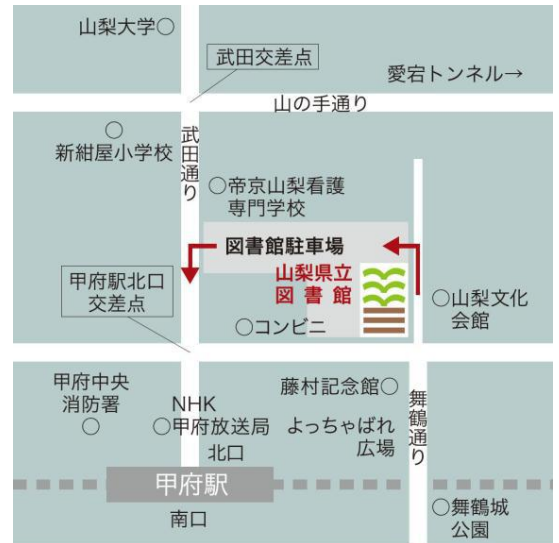 山梨大学○
武田交差点
愛宕トンネル→
山の手通り
○
新紺屋小学校
武田通り
○帝京山梨看護
専門学校
図書館駐車場
山梨県立
図書館
甲府駅北口
交差点
○コンビニ
○山梨文化
会館
甲府中央
消防署
○
NHK
○甲府放送局
北口
藤村記念館○
よっちゃばれ
広場
舞鶴通り
甲府駅
南口
○舞鶴城
公園